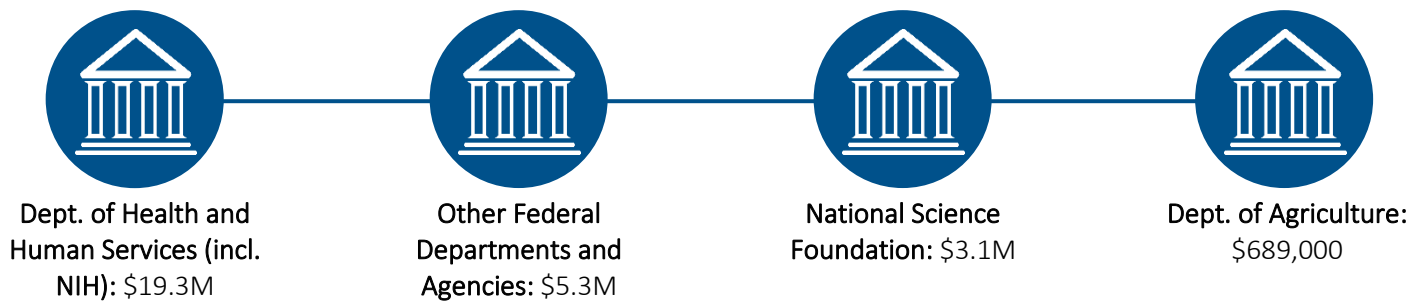 Dept. of Health and
Human Services (incl.
NIH): $19.3M
Other Federal
Departments and
Agencies: $5.3M
National Science
Foundation: $3.1M
Dept. of Agriculture:
$689,000